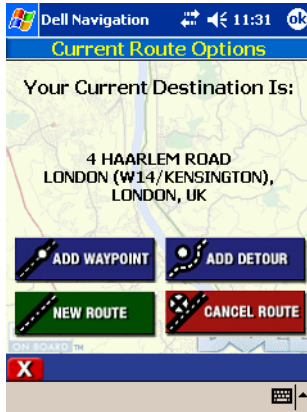 Dell Navigation 11:31 ok
Current Route Options
Your Current Destination Is:
4 HAARLEM ROAD
LONDON (W14/KENSINGTON),
LONDON, UK
ADD WAYPOINT ADD DETOUR
NEW ROUTE CANCEL ROUTE
ON BOARD TM
X